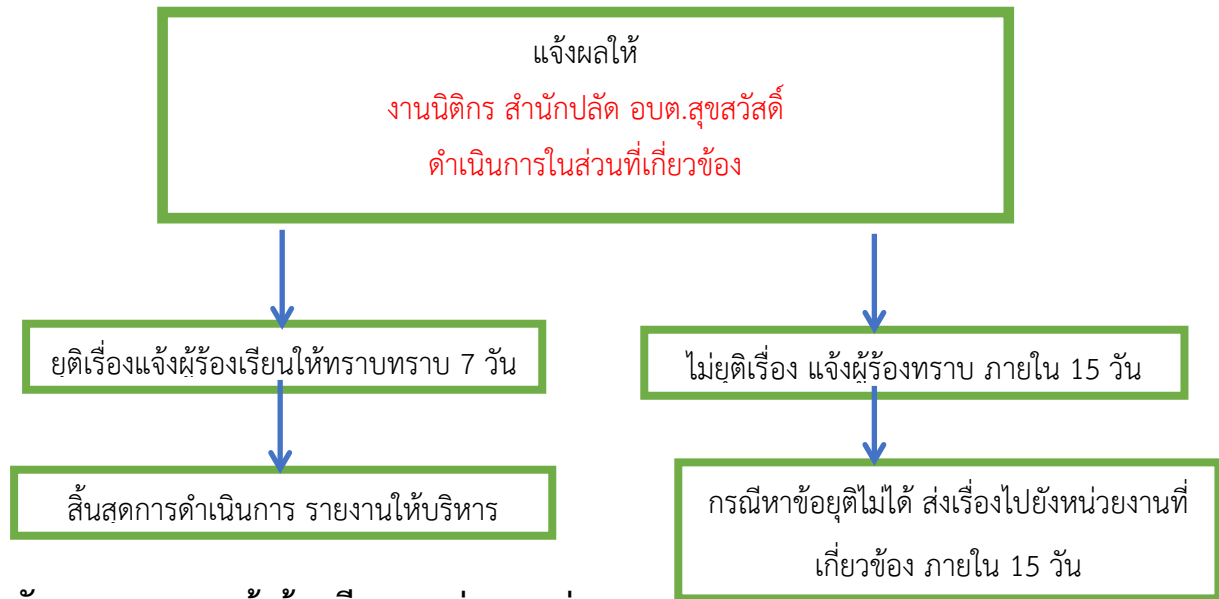 แจ้งผลให้
งานนิติกร สำนักปลัด อบต.สุขสวัสดิ์
ดำเนินการในส่วนที่เกี่ยวข้อง
ยุติเรื่องแจ้งผู้ร้องเรียนให้ทราบทราบ 7 วัน
ไม่ยุติเรื่อง แจ้งผู้ร้องทราบ ภายใน 15 วัน
สิ้นสุดการดำเนินการ รายงานให้บริหาร
กรณีหาข้อยุติไม่ได้ ส่งเรื่องไปยังหน่วยงานที่
เกี่ยวข้อง ภายใน 15 วัน